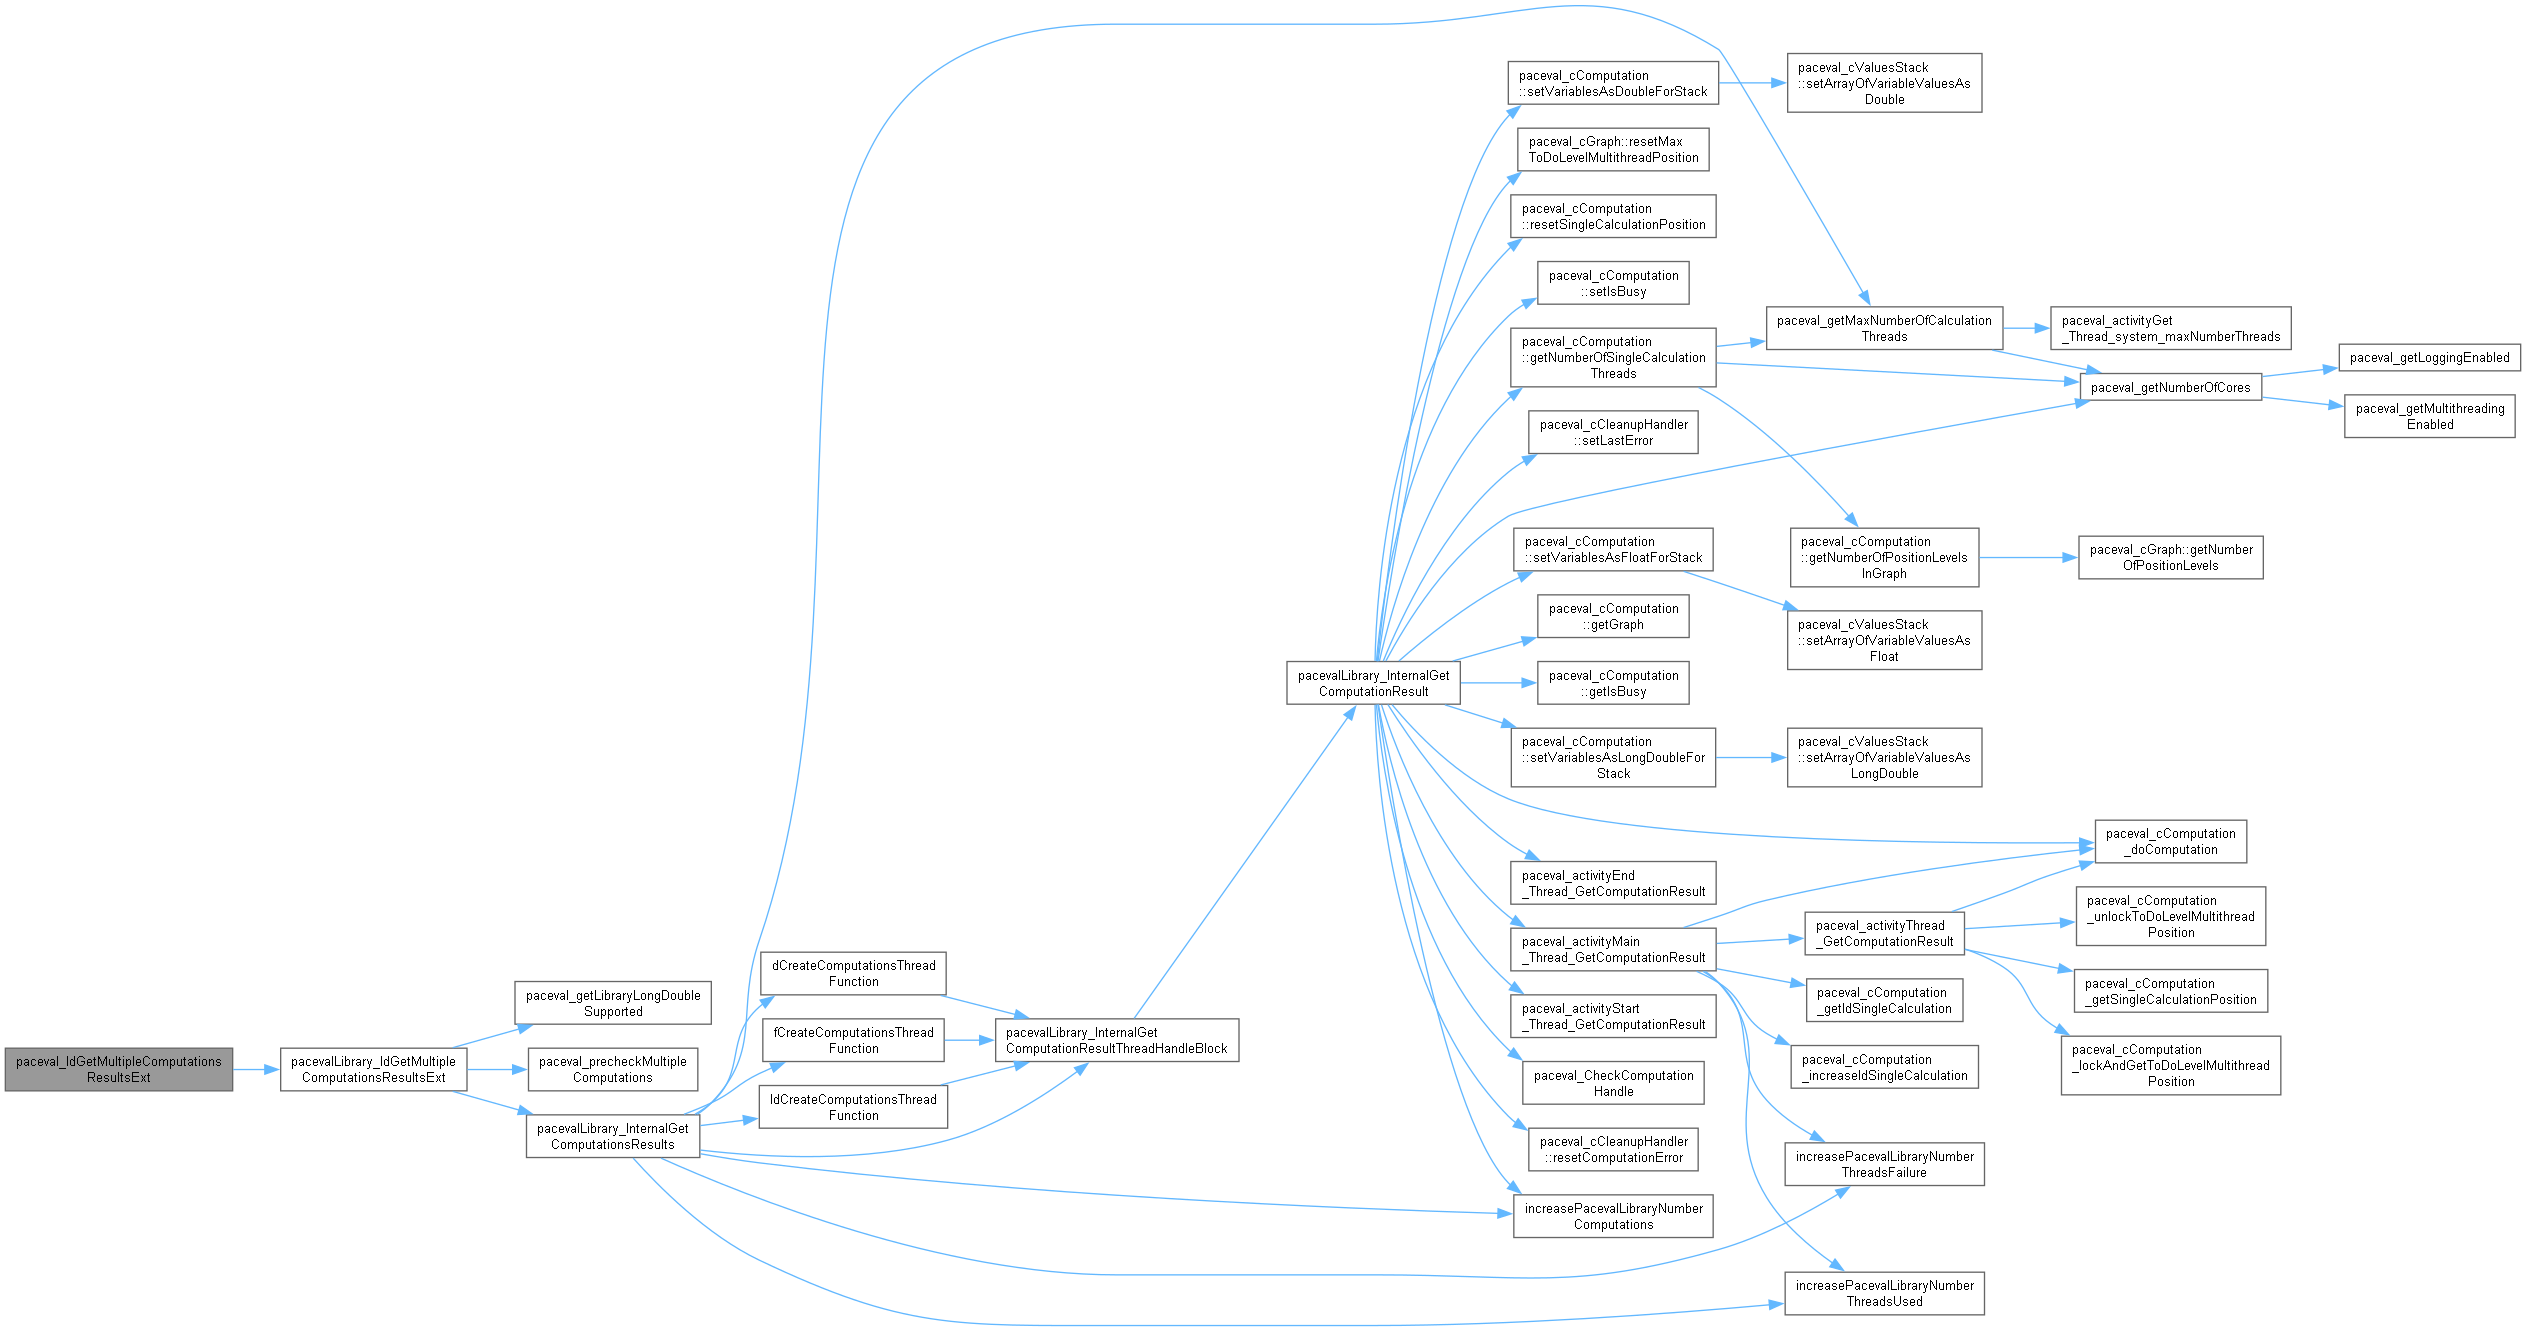 paceval_ldGetMultipleComputations
ResultsExt
pacevalLibrary_ldGetMultiple
ComputationsResultsExt
paceval_getLibraryLongDouble
Supported
paceval_precheckMultiple
Computations
pacevalLibrary_InternalGet
ComputationsResults
dCreateComputationsThread
Function
fCreateComputationsThread
Function
ldCreateComputationsThread
Function
pacevalLibrary_InternalGet
ComputationResultThreadHandleBlock
pacevalLibrary_InternalGet
ComputationResult
paceval_cComputation
::setVariablesAsDoubleForStack
paceval_cGraph::resetMax
ToDoLevelMultithreadPosition
paceval_cComputation
::resetSingleCalculationPosition
paceval_cComputation
::setIsBusy
paceval_cComputation
::getNumberOfSingleCalculation
Threads
paceval_cCleanupHandler
::setLastError
paceval_cComputation
::setVariablesAsFloatForStack
paceval_cComputation
::getGraph
paceval_cComputation
::getIsBusy
paceval_cComputation
::setVariablesAsLongDoubleFor
Stack
paceval_activityEnd
_Thread_GetComputationResult
paceval_activityMain
_Thread_GetComputationResult
paceval_activityStart
_Thread_GetComputationResult
paceval_CheckComputation
Handle
paceval_cCleanupHandler
::resetComputationError
increasePacevalLibraryNumber
Computations
paceval_cValuesStack
::setArrayOfVariableValuesAs
Double
paceval_getMaxNumberOfCalculation
Threads
paceval_cComputation
::getNumberOfPositionLevels
InGraph
paceval_cValuesStack
::setArrayOfVariableValuesAs
Float
paceval_cValuesStack
::setArrayOfVariableValuesAs
LongDouble
paceval_activityThread
_GetComputationResult
paceval_cComputation
_getIdSingleCalculation
paceval_cComputation
_increaseIdSingleCalculation
increasePacevalLibraryNumber
ThreadsFailure
increasePacevalLibraryNumber
ThreadsUsed
paceval_activityGet
_Thread_system_maxNumberThreads
paceval_getNumberOfCores
paceval_cGraph::getNumber
OfPositionLevels
paceval_cComputation
_doComputation
paceval_cComputation
_unlockToDoLevelMultithread
Position
paceval_cComputation
_getSingleCalculationPosition
paceval_cComputation
_lockAndGetToDoLevelMultithread
Position
paceval_getLoggingEnabled
paceval_getMultithreading
Enabled